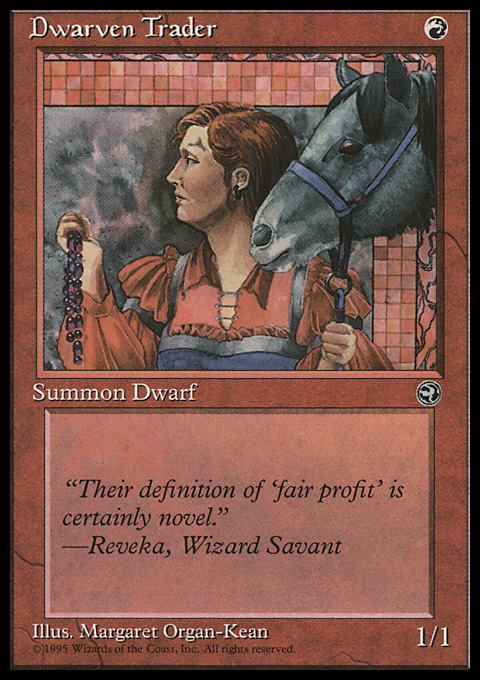 Dwarven Trader
Summon Dwarf
“Their definition of ‘fair profit’ is
certainly novel.”
—Reveka, Wizard Savant
Illus. Margaret Organ-Kean
1/1
©1995 Wizards of the Coast, Inc. All rights reserved.